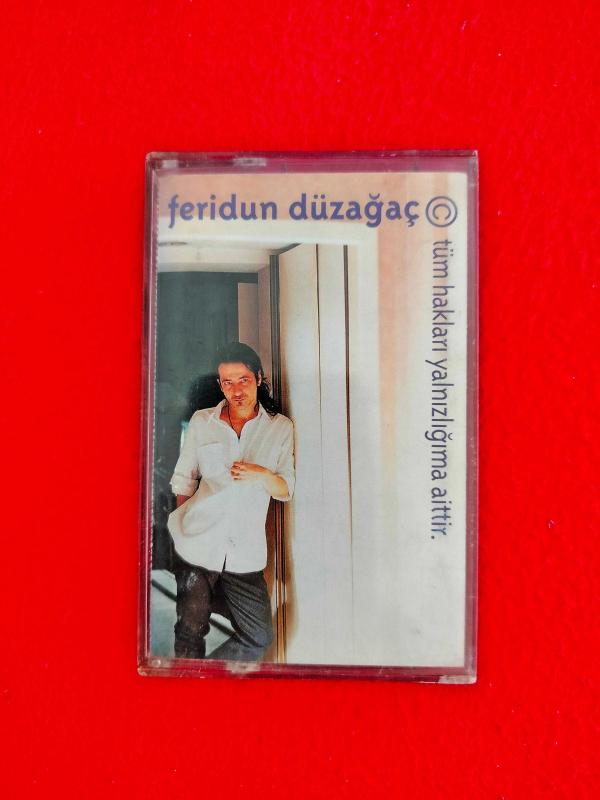 feridun düzağaç ©
tüm hakları yalnızlığıma aittir.